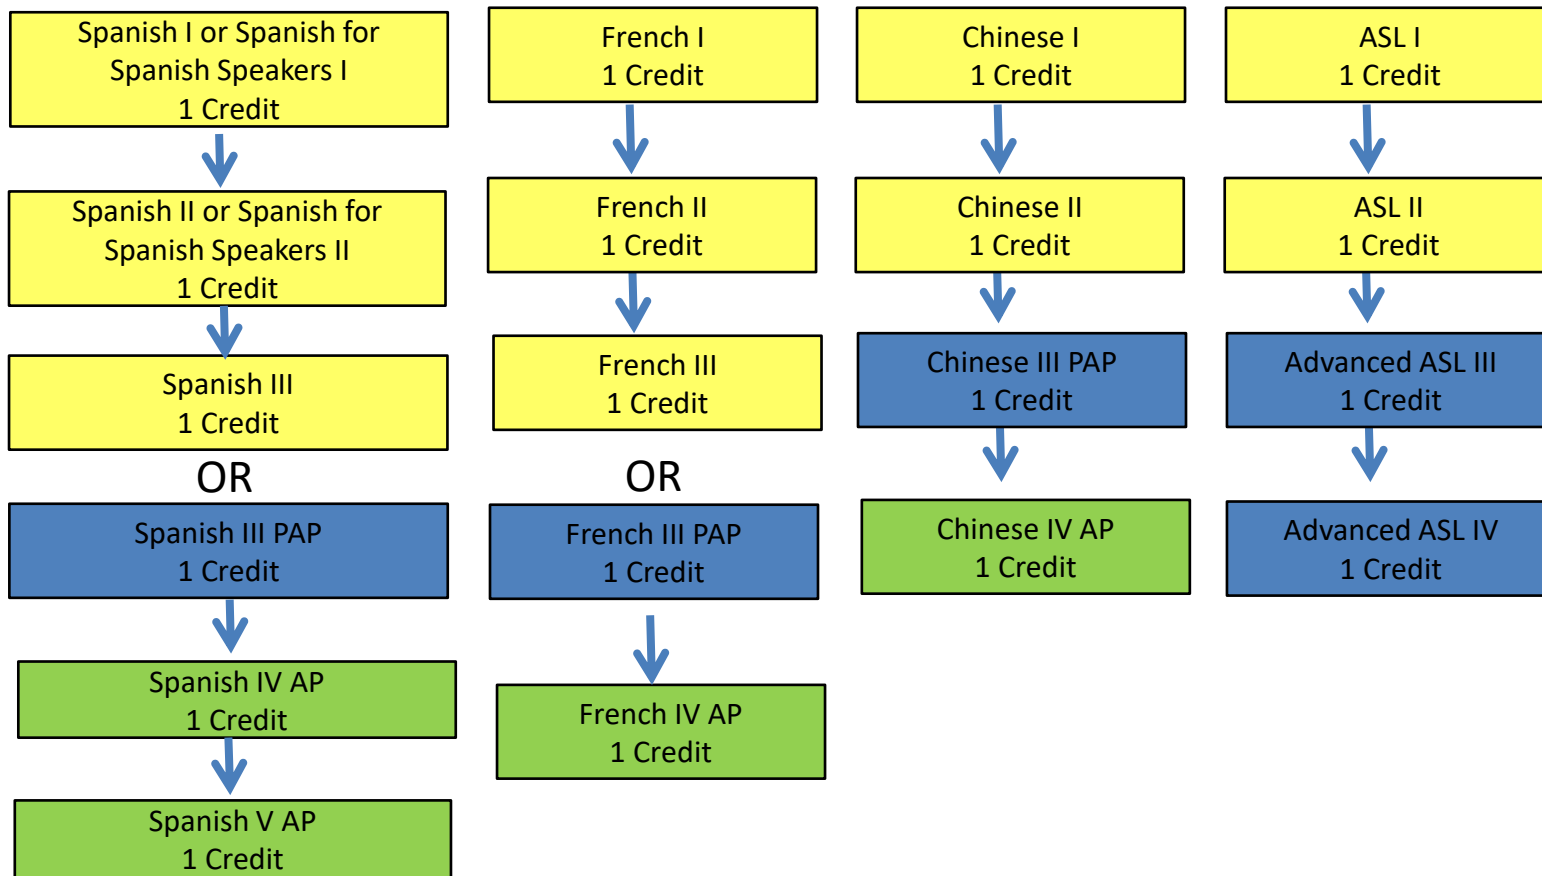 Spanish I or Spanish for
Spanish Speakers I
1 Credit
Spanish II or Spanish for
Spanish Speakers II
1 Credit
Spanish III
1 Credit
OR
Spanish III PAP
1 Credit
Spanish IV AP
1 Credit
Spanish V AP
1 Credit
French I
1 Credit
French II
1 Credit
French III
1 Credit
OR
French III PAP
1 Credit
French IV AP
1 Credit
Chinese I
1 Credit
Chinese II
1 Credit
Chinese III PAP
1 Credit
Chinese IV AP
1 Credit
ASL I
1 Credit
ASL II
1 Credit
Advanced ASL III
1 Credit
Advanced ASL IV
1 Credit